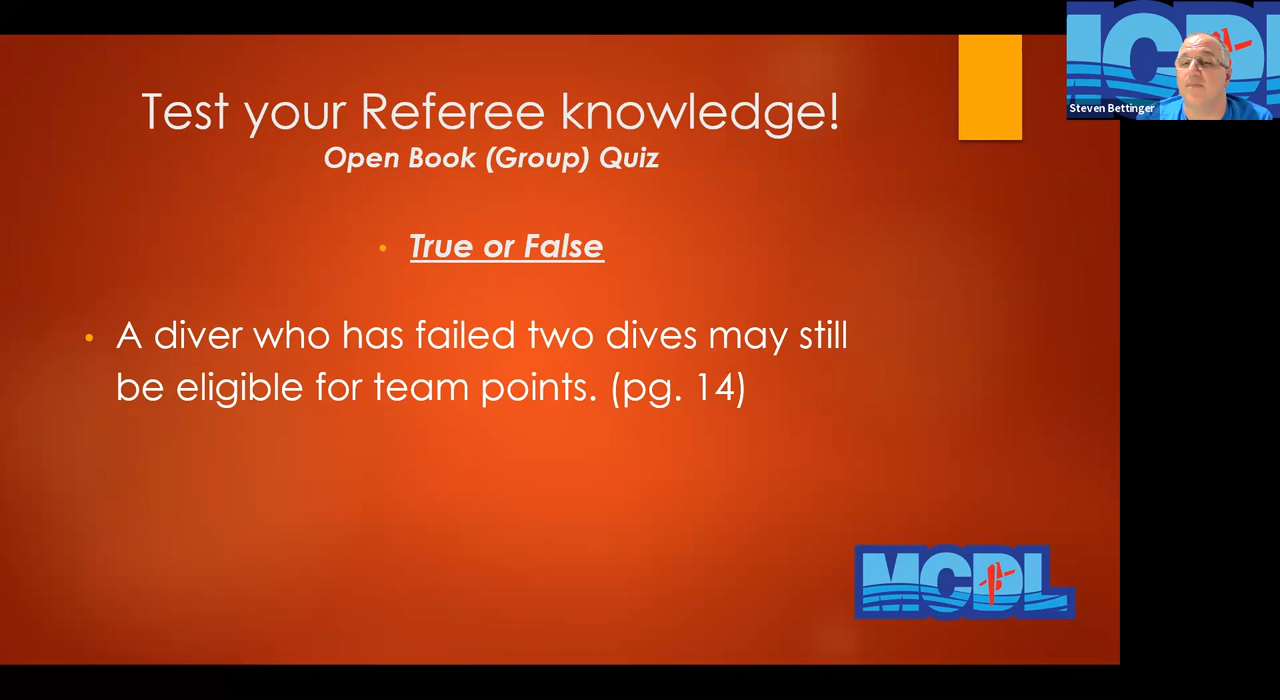 MCDL
Steven Bettinger
Test your Referee knowledge!
Open Book (Group) Quiz
True or False
A diver who has failed two dives may still
be eligible for team points. (pg. 14)
MCDL